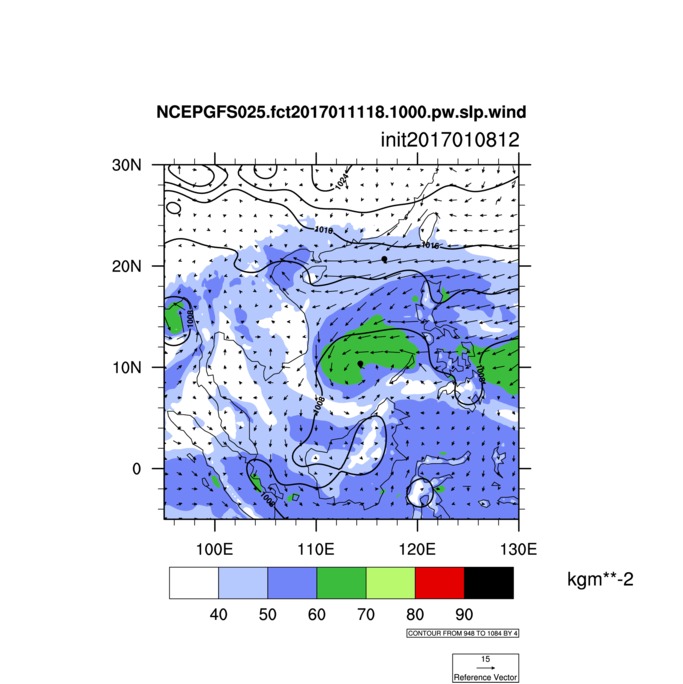 NCEPGFS025.fct2017011118.1000.pw.slp.wind
init2017010812
30N
1024
1016
1016
20N
1008
10N
1008
1008
0
1008
100E 110E 120E 130E
kgm**-2
40 50 60 70 80 90
CONTOUR FROM 948 TO 1084 BY 4
15
Reference Vector